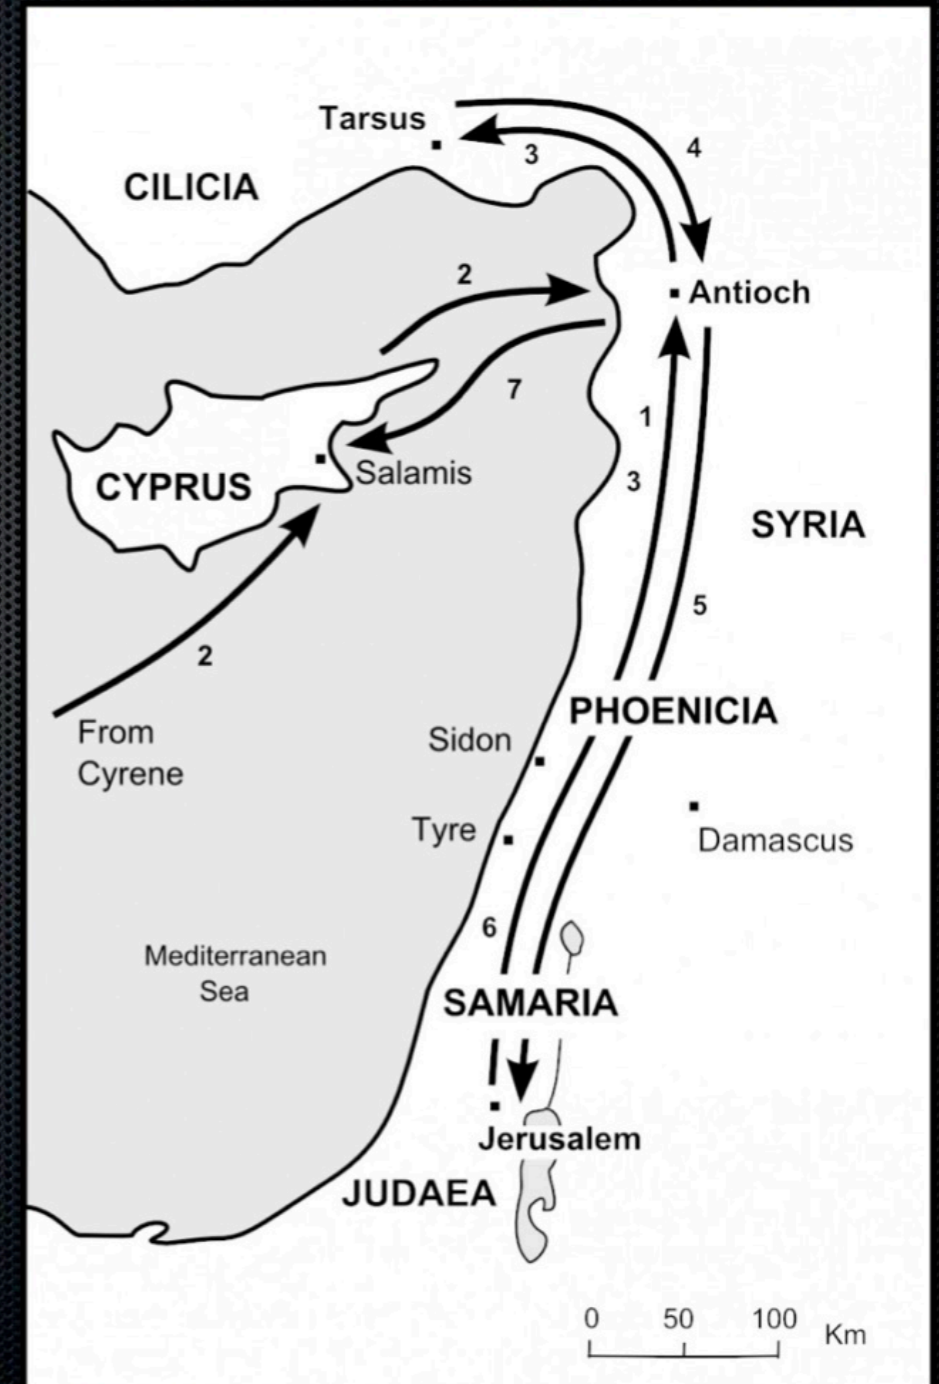 Tarsus
4
3
CILICIA
2
Antioch
7
1
Salamis
CYPRUS
3
SYRIA
5
2
PHOENICIA
From
Cyrene
Sidon
Tyre
Damascus
6
Mediterranean
Sea
SAMARIA
Jerusalem
JUDAEA
0 50 100
Km